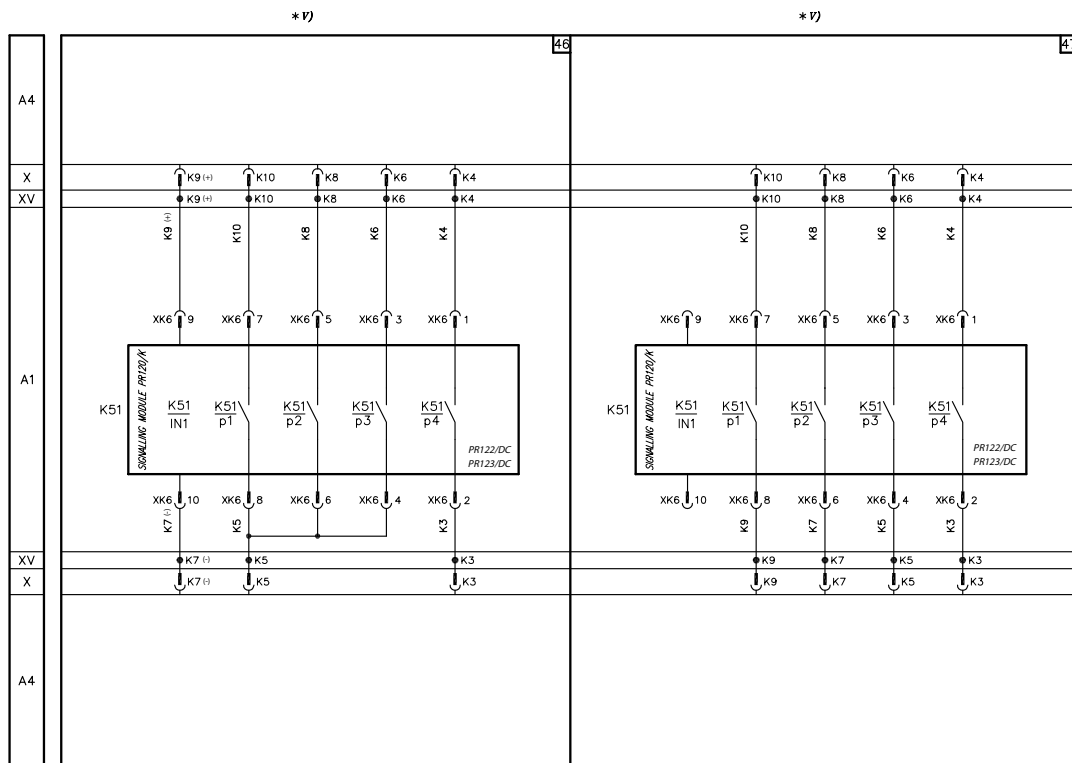 *V) *V)
46 47
A4
X K9 (+) K10 K8 K6 K4 K10 K8 K6 K4
XV K9 (+) K10 K8 K6 K4 K10 K8 K6 K4
K9 (+) K10 K8 K6 K4 K10 K8 K6 K4
XK6 9 XK6 7 XK6 5 XK6 3 XK6 1 XK6 9 XK6 7 XK6 5 XK6 3 XK6 1
A1
K51 SIGNALLING MODULE PR120/K K51 IN1 K51 p1 K51 p2 K51 p3 K51 p4
PR122/DC
PR123/DC
K51 SIGNALLING MODULE PR120/K K51 IN1 K51 p1 K51 p2 K51 p3 K51 p4
PR122/DC
PR123/DC
XK6 10 XK6 8 XK6 6 XK6 4 XK6 2 XK6 10 XK6 8 XK6 6 XK6 4 XK6 2
K7 (-) K5 K3 K9 K7 K5 K3
XV K7 (-) K5 K3 K9 K7 K5 K3
X K7 (-) K5 K3 K9 K7 K5 K3
A4